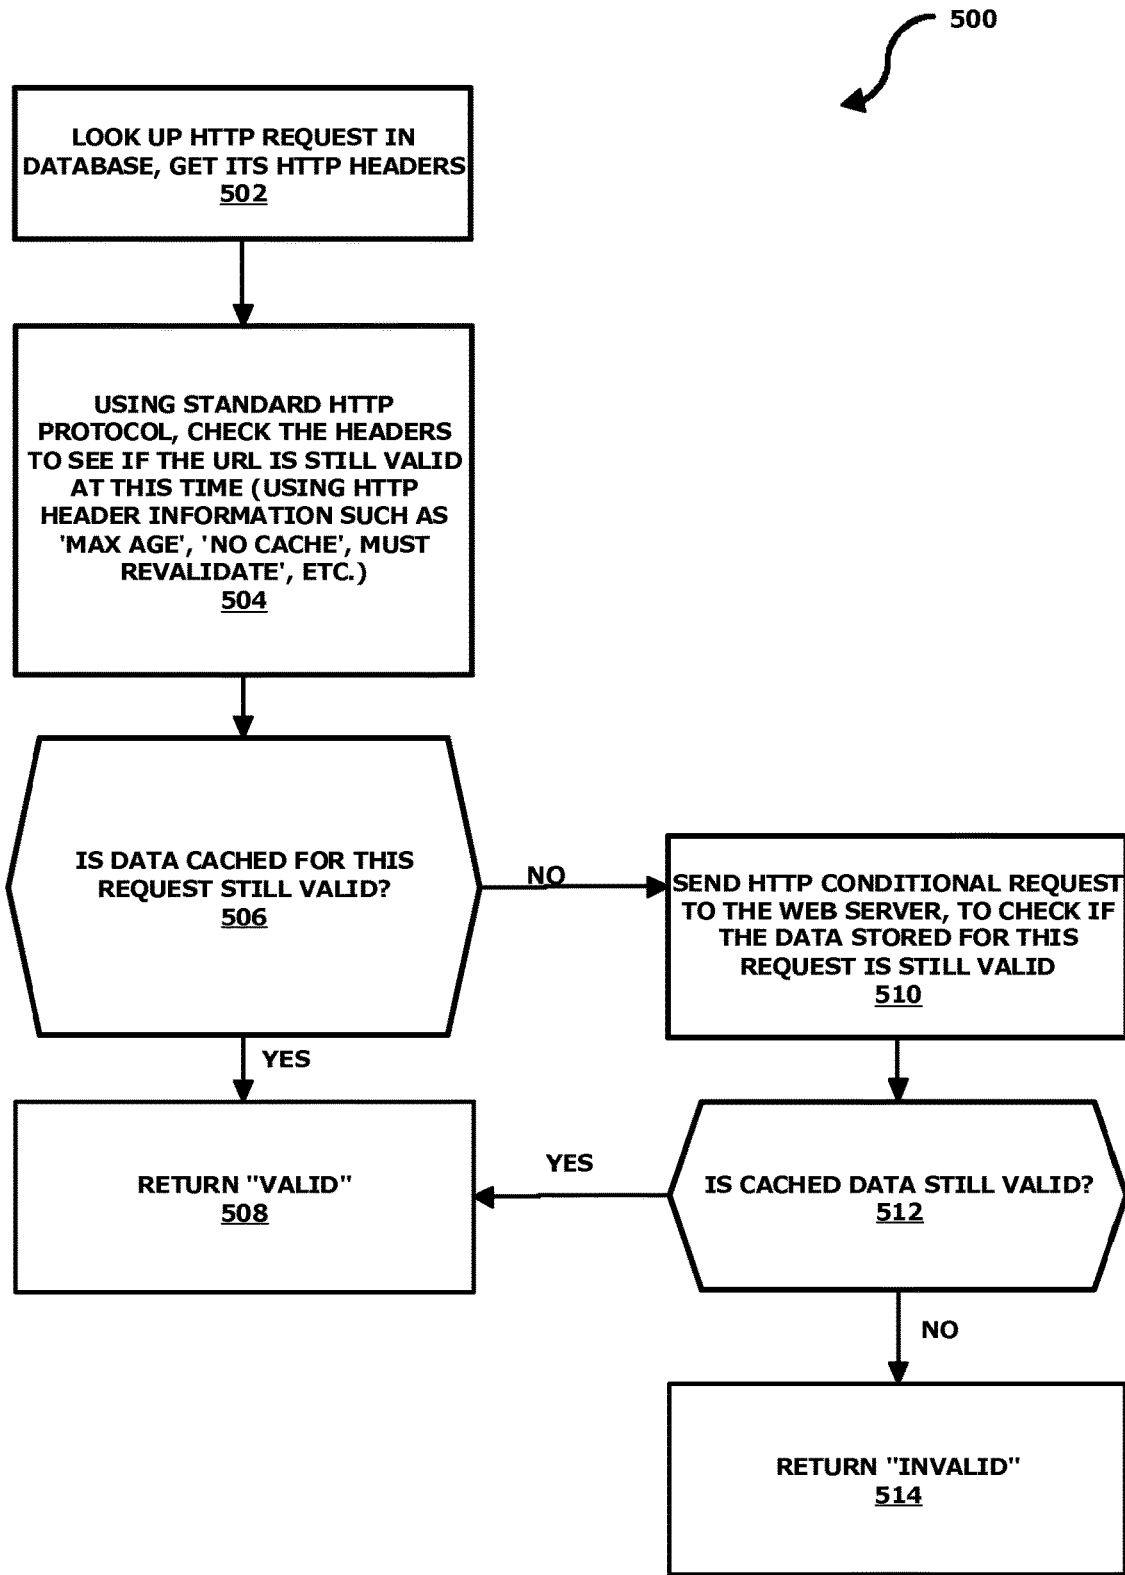 500
LOOK UP HTTP REQUEST IN
DATABASE, GET ITS HTTP HEADERS
502
USING STANDARD HTTP
PROTOCOL, CHECK THE HEADERS
TO SEE IF THE URL IS STILL VALID
AT THIS TIME (USING HTTP
HEADER INFORMATION SUCH AS
'MAX AGE', 'NO CACHE', MUST
REVALIDATE', ETC.)
504
IS DATA CACHED FOR THIS
REQUEST STILL VALID?
506
NO
SEND HTTP CONDITIONAL REQUEST
TO THE WEB SERVER, TO CHECK IF
THE DATA STORED FOR THIS
REQUEST IS STILL VALID
510
YES
RETURN "VALID"
508
YES
IS CACHED DATA STILL VALID?
512
NO
RETURN "INVALID"
514